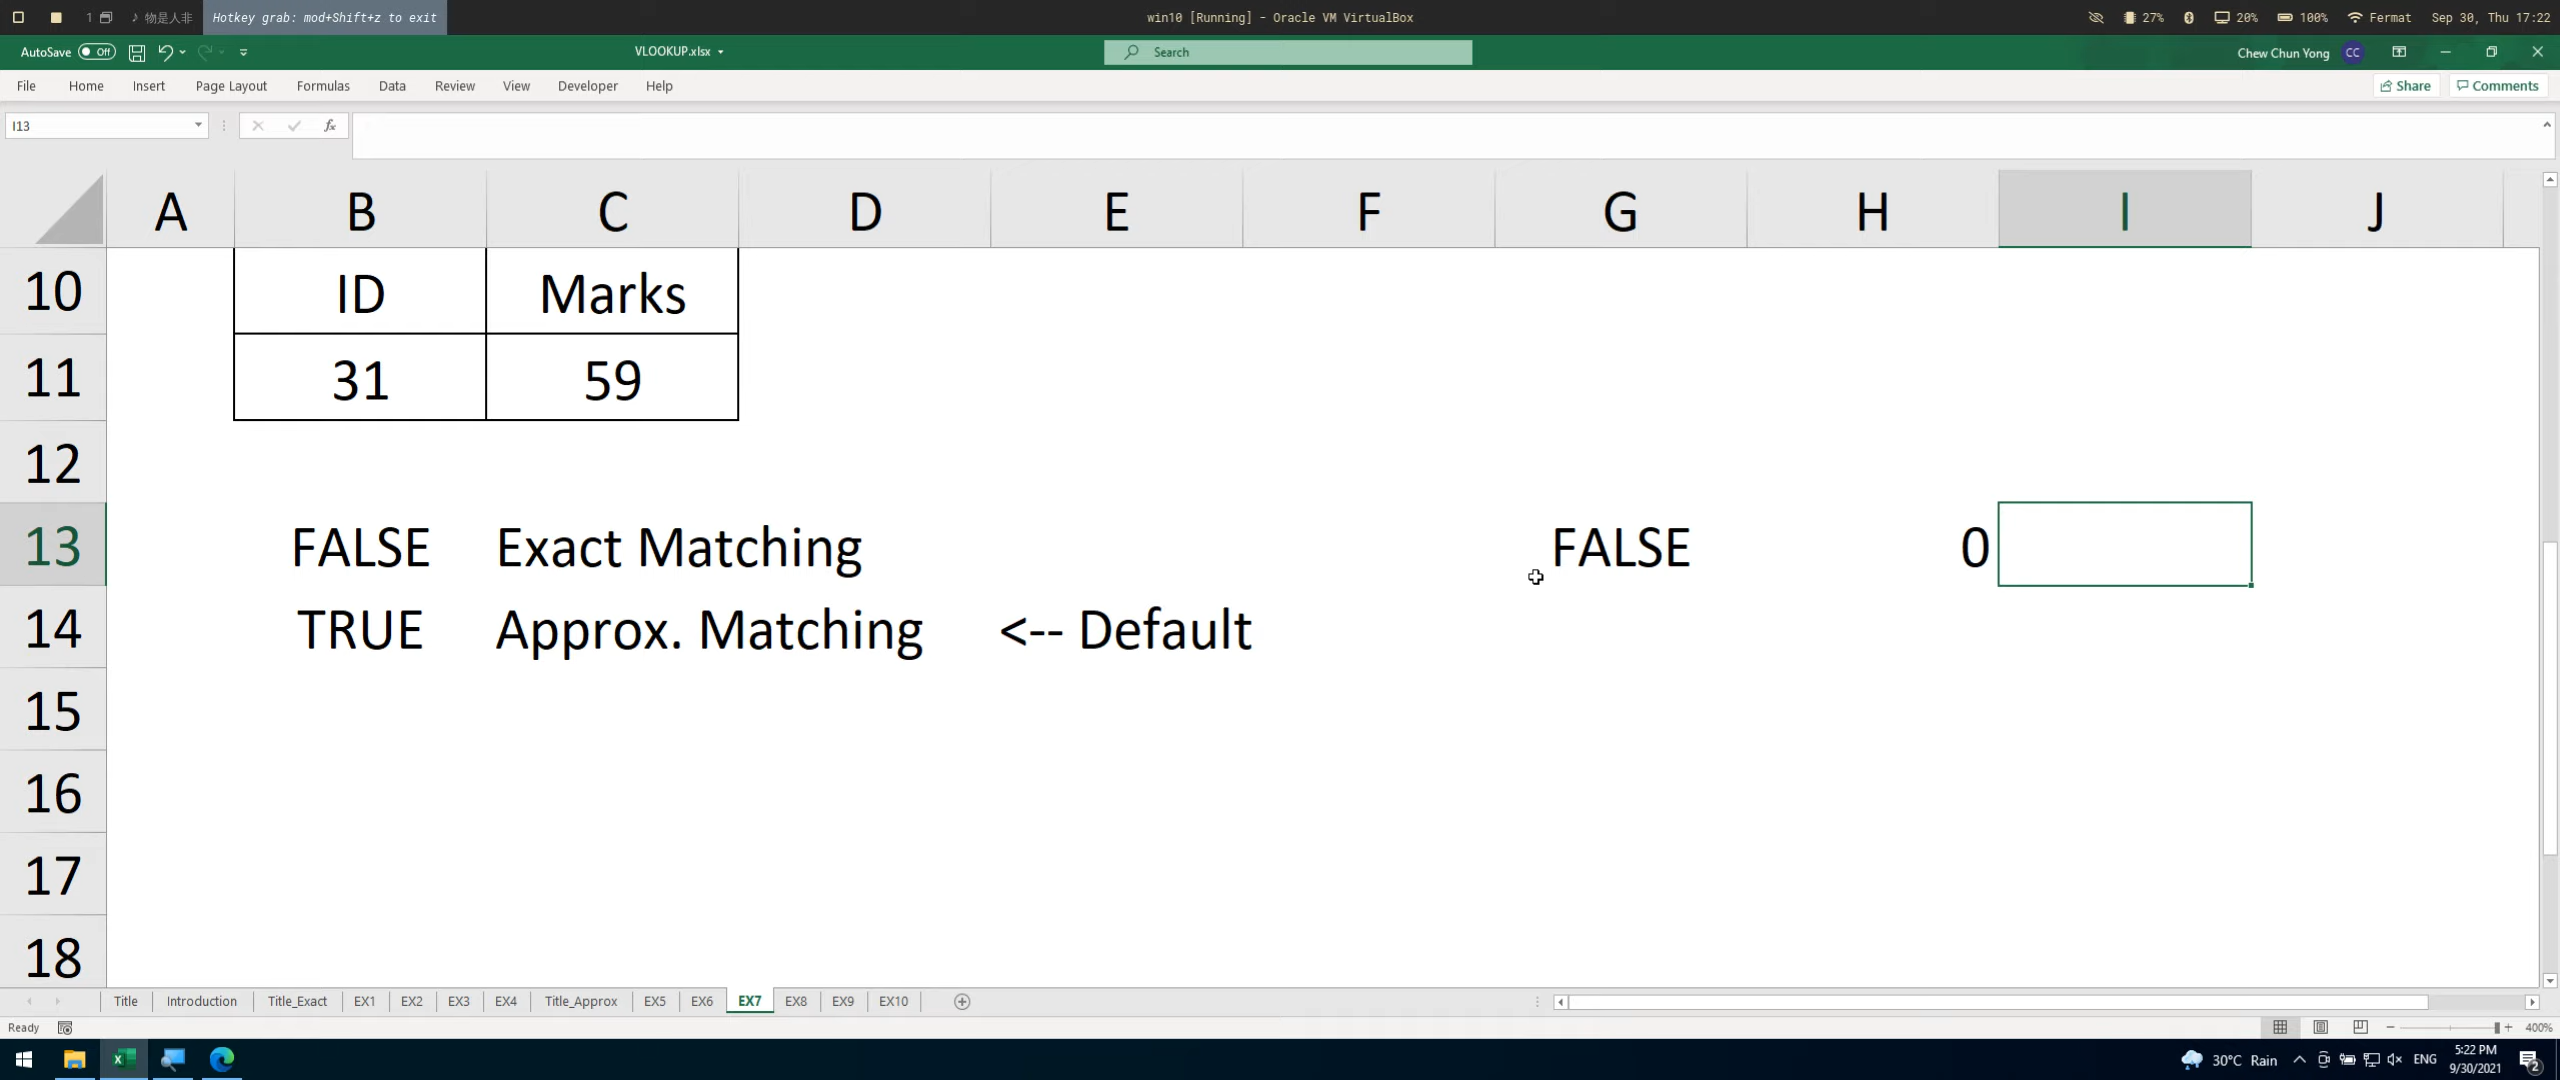 1 ♪ 物是人非 Hotkey grab: mod+Shift+z to exit win10 [Running] - Oracle VM VirtualBox 27% 20% 100% Fermat Sep 30, Thu 17:22
AutoSave Off VLOOKUP.xlsx Search Chew Chun Yong CC
File Home Insert Page Layout Formulas Data Review View Developer Help Share Comments
I13 fx
A B C D E F G H I J
10 ID Marks
11 31 59
12
13 FALSE Exact Matching FALSE 0
14 TRUE Approx. Matching <-- Default
15
16
17
18
Title Introduction Title_Exact EX1 EX2 EX3 EX4 Title_Approx EX5 EX6 EX7 EX8 EX9 EX10
Ready 400%
30°C Rain ENG 5:22 PM
9/30/2021 2